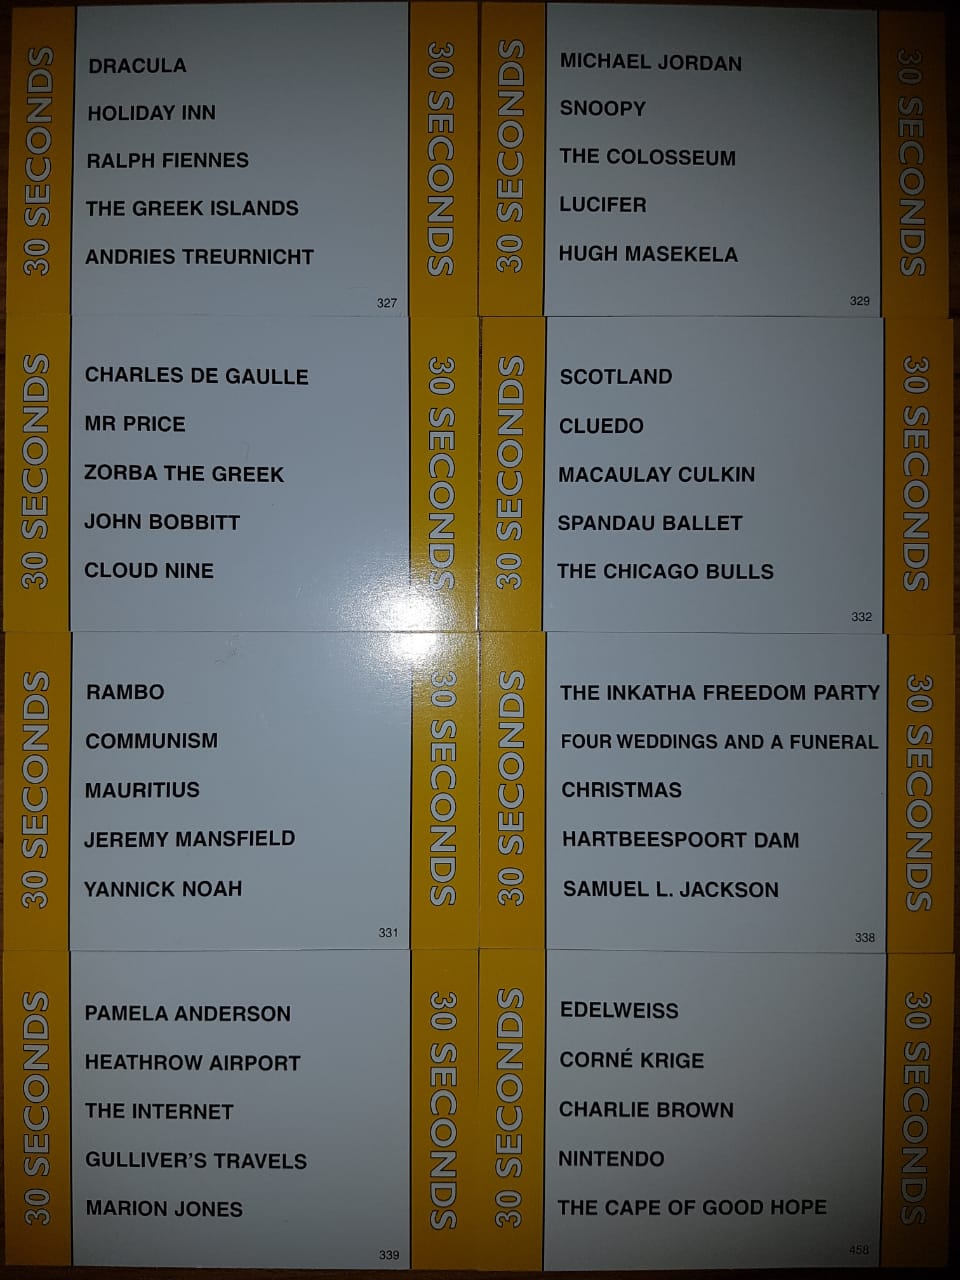 30 SECONDS
DRACULA
HOLIDAY INN
RALPH FIENNES
THE GREEK ISLANDS
ANDRIES TREURNICHT
327
30 SECONDS
30 SECONDS
MICHAEL JORDAN
SNOOPY
THE COLOSSEUM
LUCIFER
HUGH MASEKELA
329
30 SECONDS
30 SECONDS
CHARLES DE GAULLE
MR PRICE
ZORBA THE GREEK
JOHN BOBBITT
CLOUD NINE
30 SECONDS
30 SECONDS
SCOTLAND
CLUEDO
MACAULAY CULKIN
SPANDAU BALLET
THE CHICAGO BULLS
332
30 SECONDS
30 SECONDS
RAMBO
COMMUNISM
MAURITIUS
JEREMY MANSFIELD
YANNICK NOAH
331
30 SECONDS
30 SECONDS
THE INKATHA FREEDOM PARTY
FOUR WEDDINGS AND A FUNERAL
CHRISTMAS
HARTBEESPOORT DAM
SAMUEL L. JACKSON
338
30 SECONDS
30 SECONDS
PAMELA ANDERSON
HEATHROW AIRPORT
THE INTERNET
GULLIVER'S TRAVELS
MARION JONES
339
30 SECONDS
30 SECONDS
EDELWEISS
CORNÉ KRIGE
CHARLIE BROWN
NINTENDO
THE CAPE OF GOOD HOPE
458
30 SECONDS